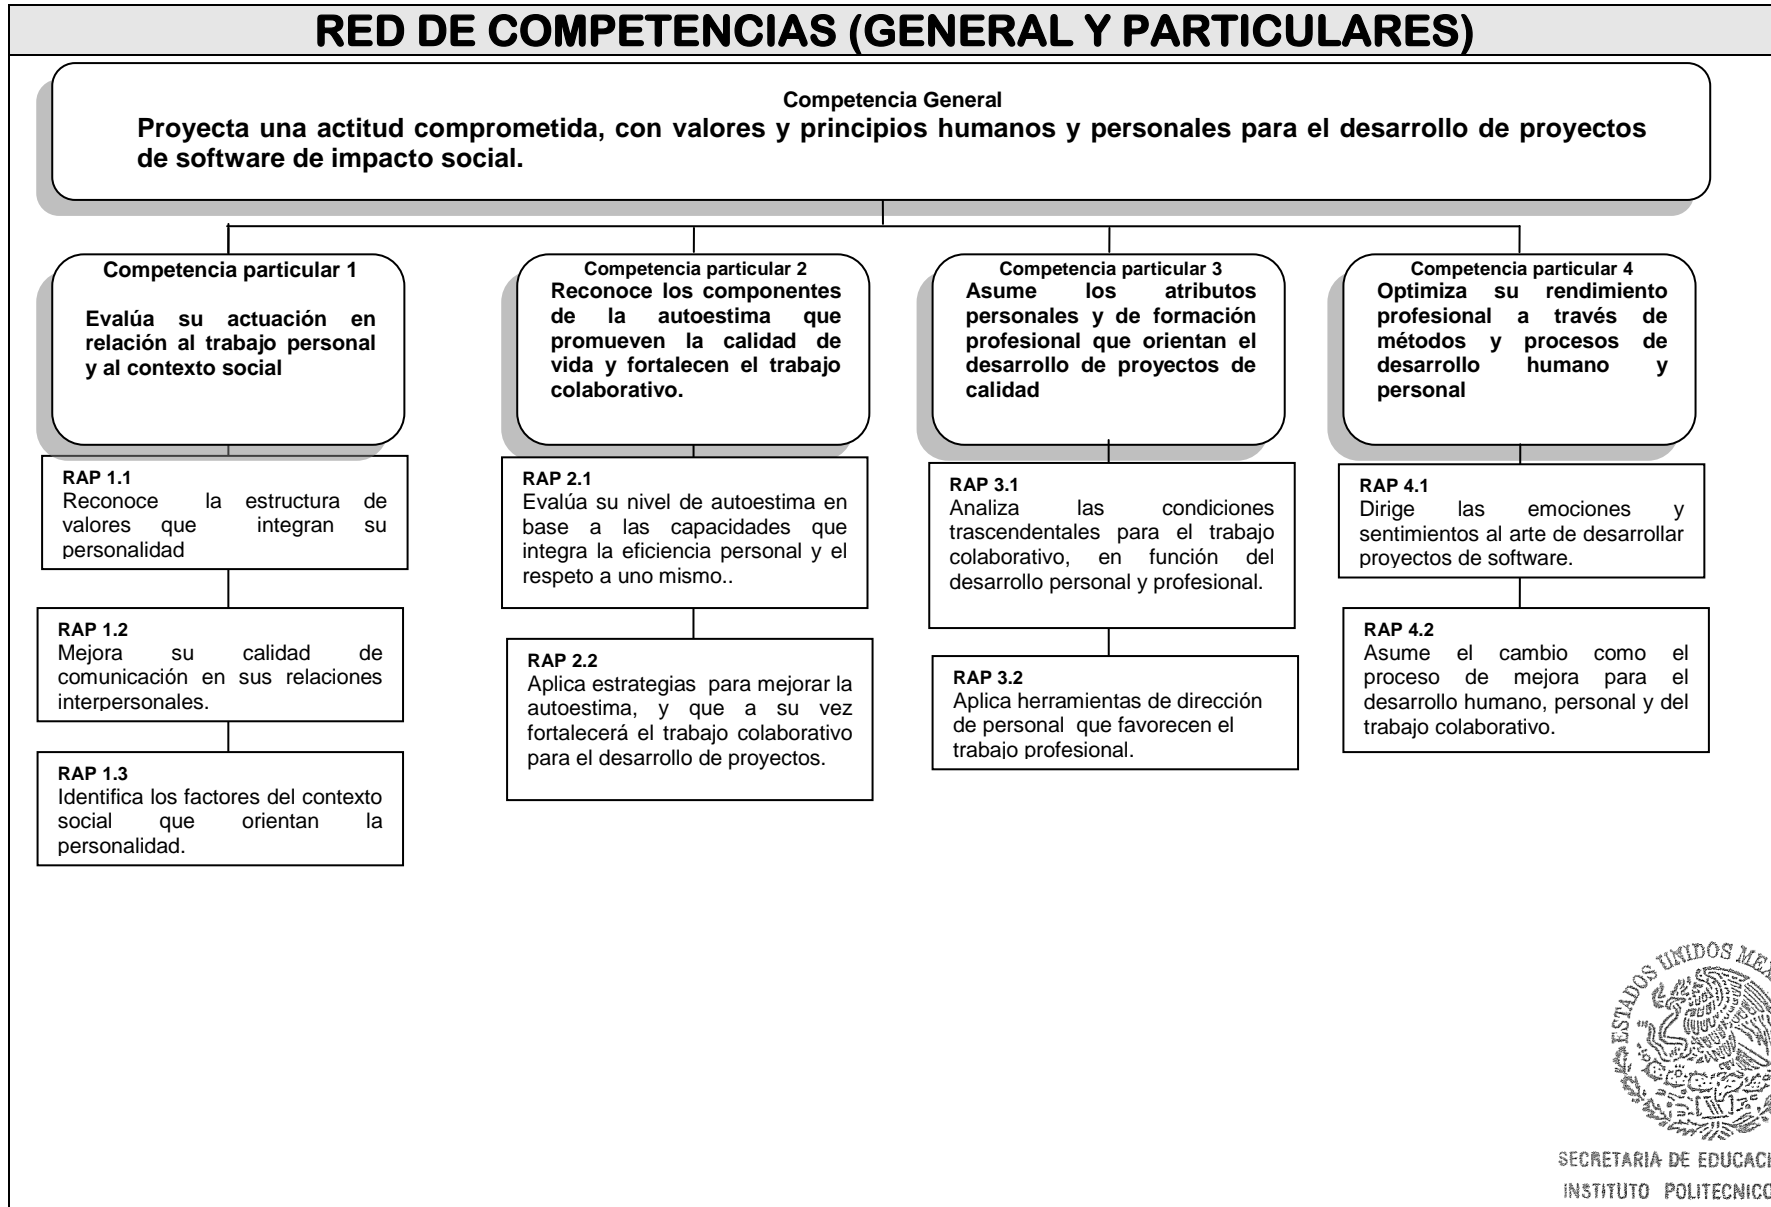 RED DE COMPETENCIAS (GENERAL Y PARTICULARES)
Competencia General
Proyecta una actitud comprometida, con valores y principios humanos y personales para el desarrollo de proyectos
de software de impacto social.
Competencia particular 1
Evalúa su actuación en
relación al trabajo personal
y al contexto social
Competencia particular 2
Reconoce los componentes
de la autoestima que
promueven la calidad de
vida y fortalecen el trabajo
colaborativo.
Competencia particular 3
Asume los atributos
personales y de formación
profesional que orientan el
desarrollo de proyectos de
calidad
Competencia particular 4
Optimiza su rendimiento
profesional a través de
métodos y procesos de
desarrollo humano y
personal
RAP 1.1
Reconoce la estructura de
valores que integran su
personalidad
RAP 1.2
Mejora su calidad de
comunicación en sus relaciones
interpersonales.
RAP 1.3
Identifica los factores del contexto
social que orientan la
personalidad.
RAP 2.1
Evalúa su nivel de autoestima en
base a las capacidades que
integra la eficiencia personal y el
respeto a uno mismo..
RAP 2.2
Aplica estrategias para mejorar la
autoestima, y que a su vez
fortalecerá el trabajo colaborativo
para el desarrollo de proyectos.
RAP 3.1
Analiza las condiciones
trascendentales para el trabajo
colaborativo, en función del
desarrollo personal y profesional.
RAP 3.2
Aplica herramientas de dirección
de personal que favorecen el
trabajo profesional.
RAP 4.1
Dirige las emociones y
sentimientos al arte de desarrollar
proyectos de software.
RAP 4.2
Asume el cambio como el
proceso de mejora para el
desarrollo humano, personal y del
trabajo colaborativo.
ESTADOS UNIDOS MEX
SECRETARIA DE EDUCACI
INSTITUTO POLITECNICO